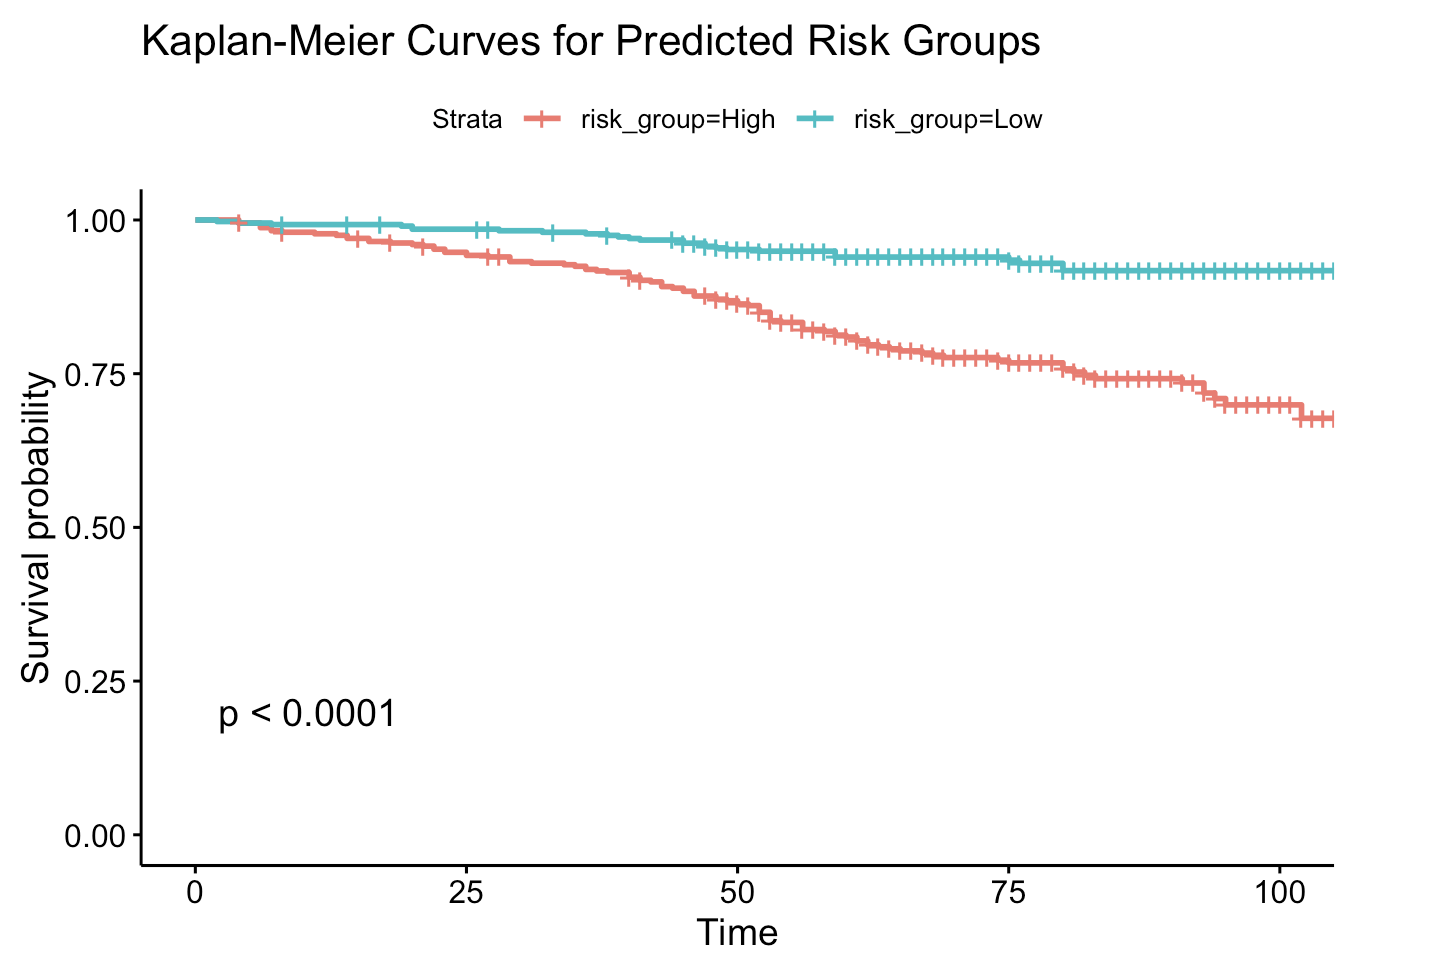 Kaplan-Meier Curves for Predicted Risk Groups
Strata risk_group=High risk_group=Low
1.00
0.75
0.50
0.25
0.00
Survival probability
p < 0.0001
0 25 50 75 100
Time